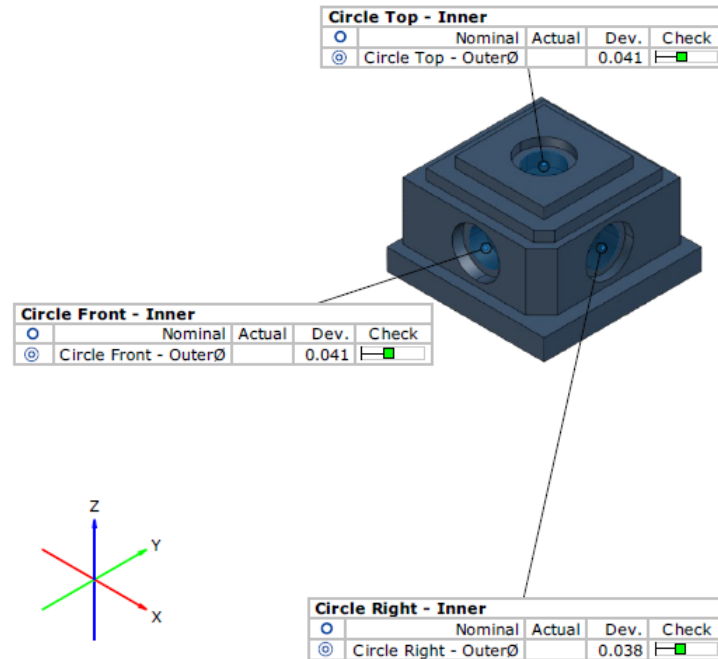 Circle Top - Inner
Nominal Actual Dev. Check
Circle Top - OuterØ 0.041
Circle Front - Inner
Nominal Actual Dev. Check
Circle Front - OuterØ 0.041
Z
Y
X
Circle Right - Inner
Nominal Actual Dev. Check
Circle Right - OuterØ 0.038